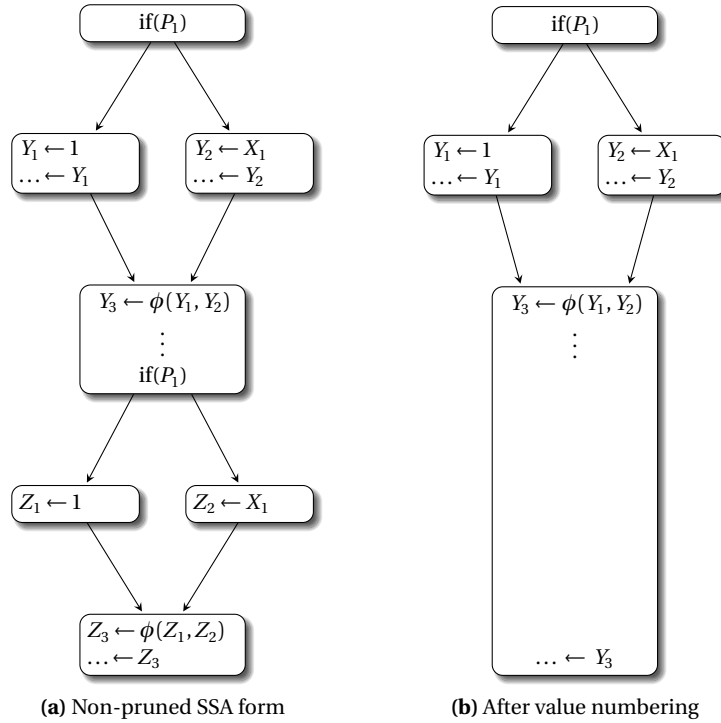 if(P₁)
Y₁ ← 1
… ← Y₁
Y₂ ← X₁
… ← Y₂
Y₃ ← ϕ(Y₁, Y₂)
⋮
if(P₁)
Z₁ ← 1
Z₂ ← X₁
Z₃ ← ϕ(Z₁, Z₂)
… ← Z₃
(a) Non-pruned SSA form
if(P₁)
Y₁ ← 1
… ← Y₁
Y₂ ← X₁
… ← Y₂
Y₃ ← ϕ(Y₁, Y₂)
⋮
… ← Y₃
(b) After value numbering